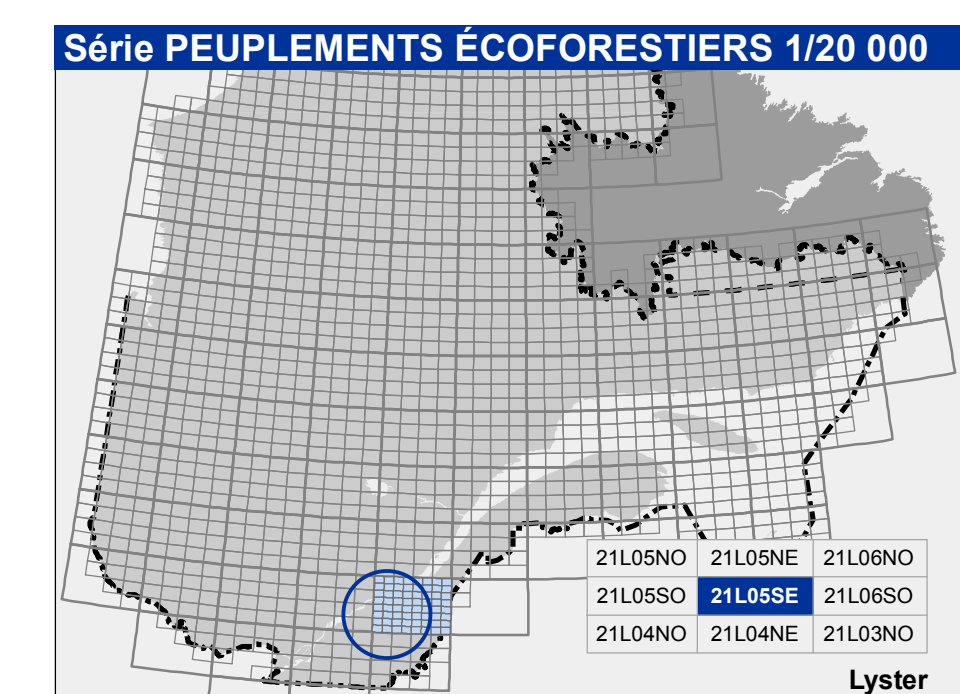 Série PEUPLEMENTS ÉCOFORESTIERS 1/20 000
21L05NO 21L05NE 21L06NO
21L05SO 21L05SE 21L06SO
21L04NO 21L04NE 21L03NO
Lyster